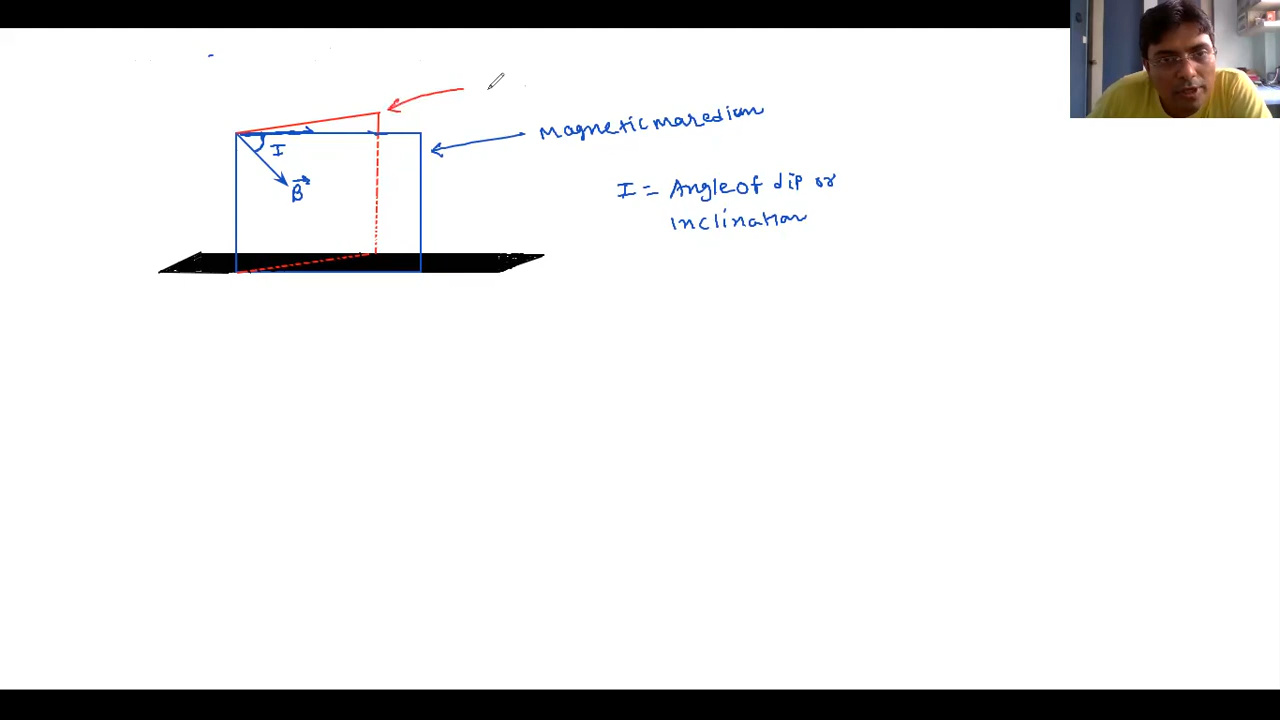 Magnetic maredian
I
B
I = Angle of dip or
inclination